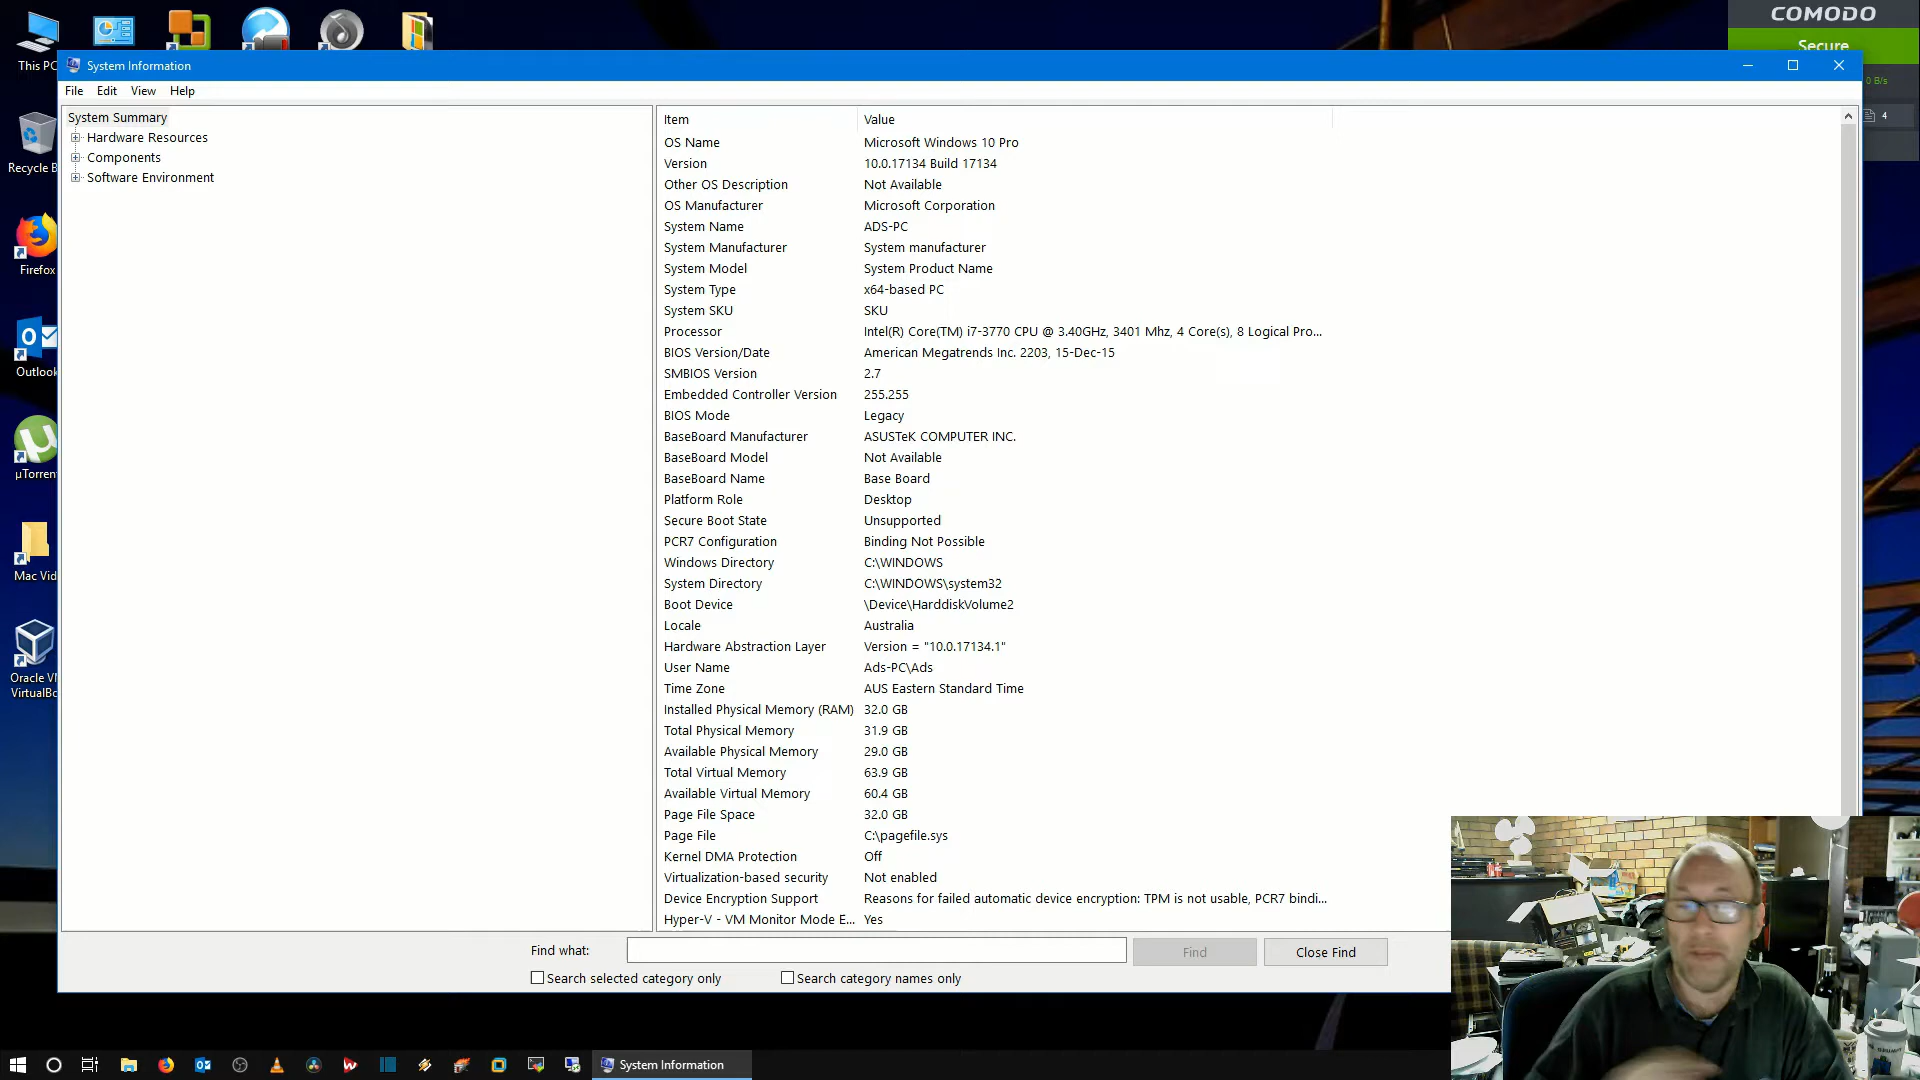 COMODO
Secure
0 B/s
4
This PC
Recycle B
Firefox
Outlook
µTorren
Mac Vid
Oracle VM
VirtualBo
System Information
File Edit View Help
System Summary
Hardware Resources
Components
Software Environment
Item Value
OS Name Microsoft Windows 10 Pro
Version 10.0.17134 Build 17134
Other OS Description Not Available
OS Manufacturer Microsoft Corporation
System Name ADS-PC
System Manufacturer System manufacturer
System Model System Product Name
System Type x64-based PC
System SKU SKU
Processor Intel(R) Core(TM) i7-3770 CPU @ 3.40GHz, 3401 Mhz, 4 Core(s), 8 Logical Pro...
BIOS Version/Date American Megatrends Inc. 2203, 15-Dec-15
SMBIOS Version 2.7
Embedded Controller Version 255.255
BIOS Mode Legacy
BaseBoard Manufacturer ASUSTeK COMPUTER INC.
BaseBoard Model Not Available
BaseBoard Name Base Board
Platform Role Desktop
Secure Boot State Unsupported
PCR7 Configuration Binding Not Possible
Windows Directory C:\WINDOWS
System Directory C:\WINDOWS\system32
Boot Device \Device\HarddiskVolume2
Locale Australia
Hardware Abstraction Layer Version = "10.0.17134.1"
User Name Ads-PC\Ads
Time Zone AUS Eastern Standard Time
Installed Physical Memory (RAM) 32.0 GB
Total Physical Memory 31.9 GB
Available Physical Memory 29.0 GB
Total Virtual Memory 63.9 GB
Available Virtual Memory 60.4 GB
Page File Space 32.0 GB
Page File C:\pagefile.sys
Kernel DMA Protection Off
Virtualization-based security Not enabled
Device Encryption Support Reasons for failed automatic device encryption: TPM is not usable, PCR7 bindi...
Hyper-V - VM Monitor Mode E... Yes
Find what: Find Close Find
Search selected category only Search category names only
System Information